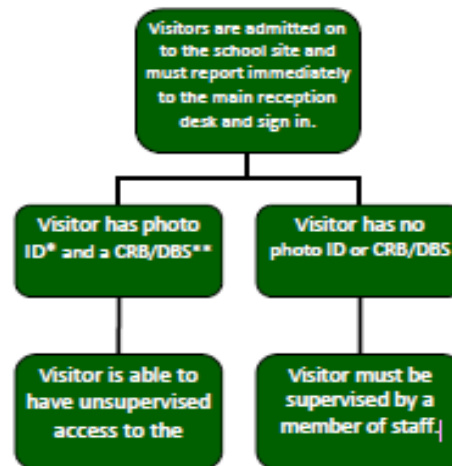 Visitors are admitted on
to the school site and
must report immediately
to the main reception
desk and sign in.
Visitor has photo
ID* and a CRB/DBS**
Visitor has no
photo ID or CRB/DBS
Visitor is able to
have unsupervised
access to the
Visitor must be
supervised by a
member of staff.